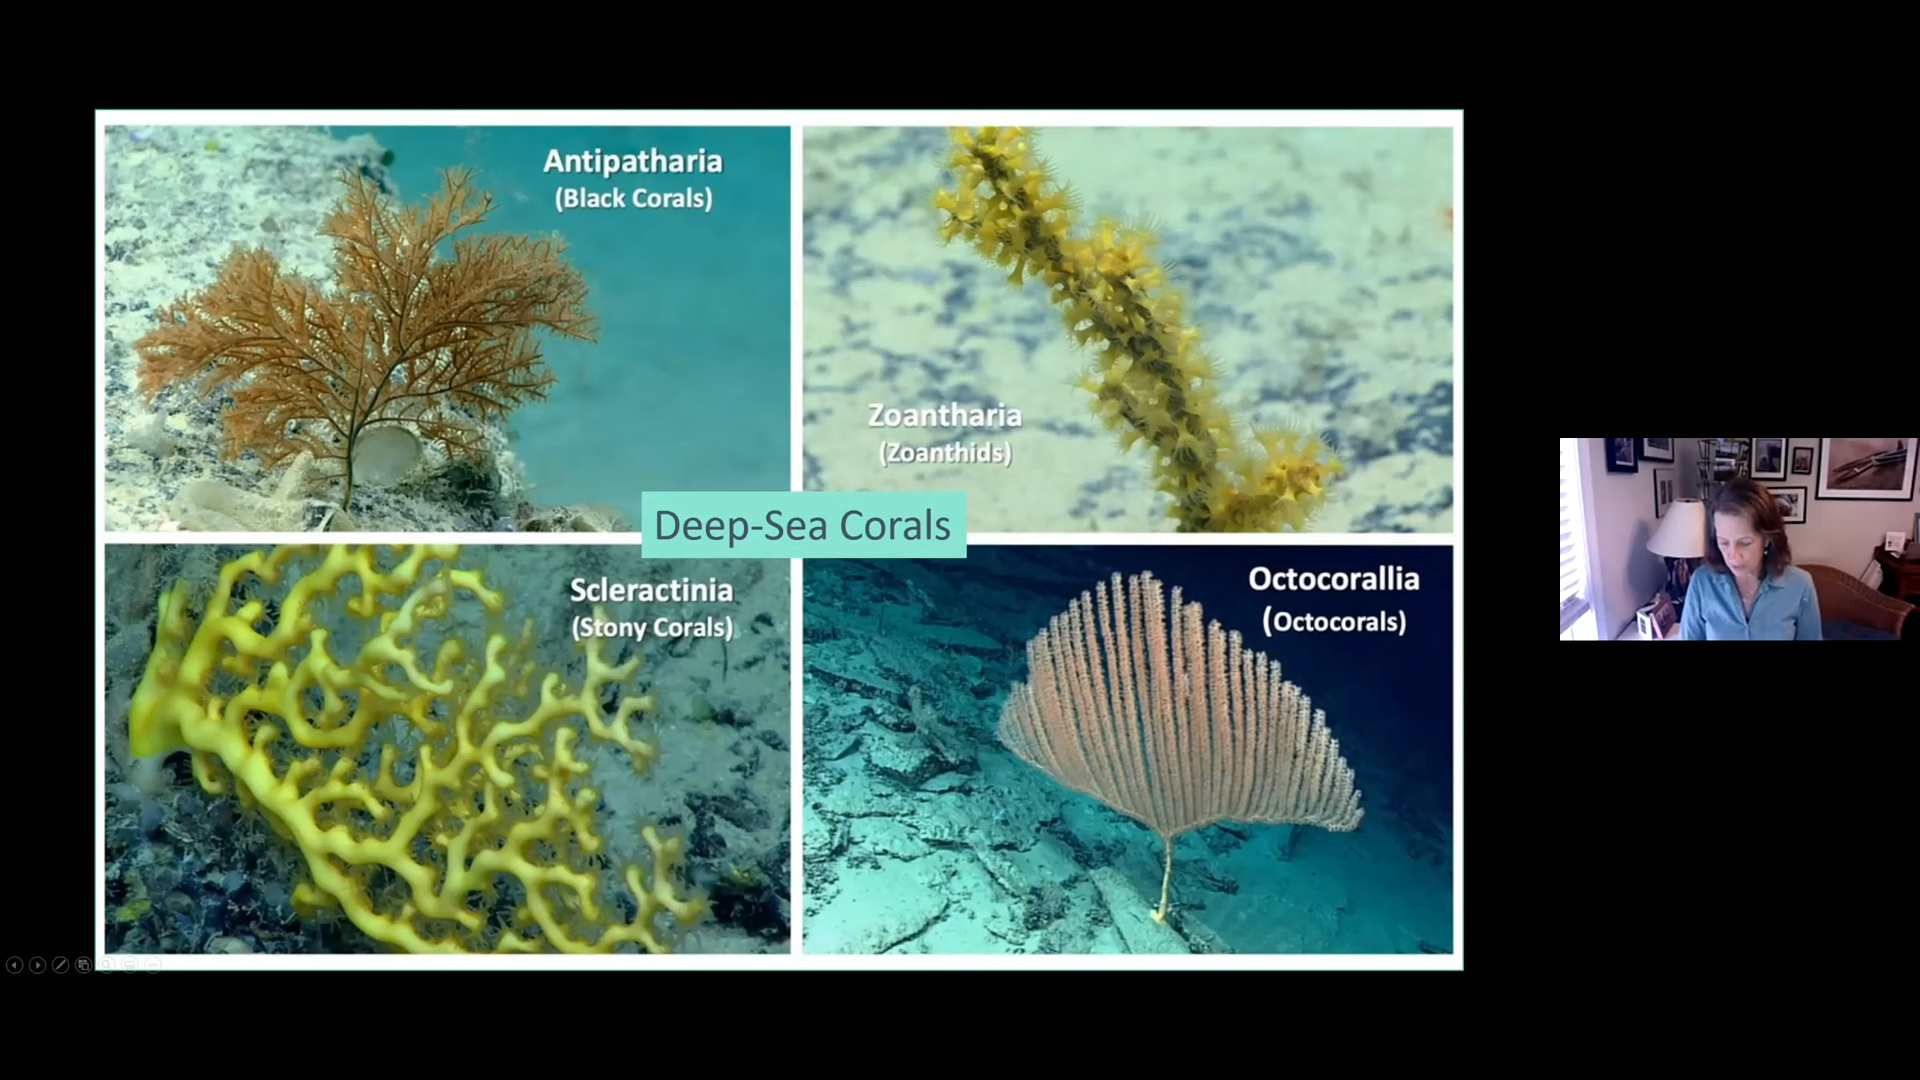 Antipatharia
(Black Corals)
Zoantharia
(Zoanthids)
Deep-Sea Corals
Scleractinia
(Stony Corals)
Octocorallia
(Octocorals)